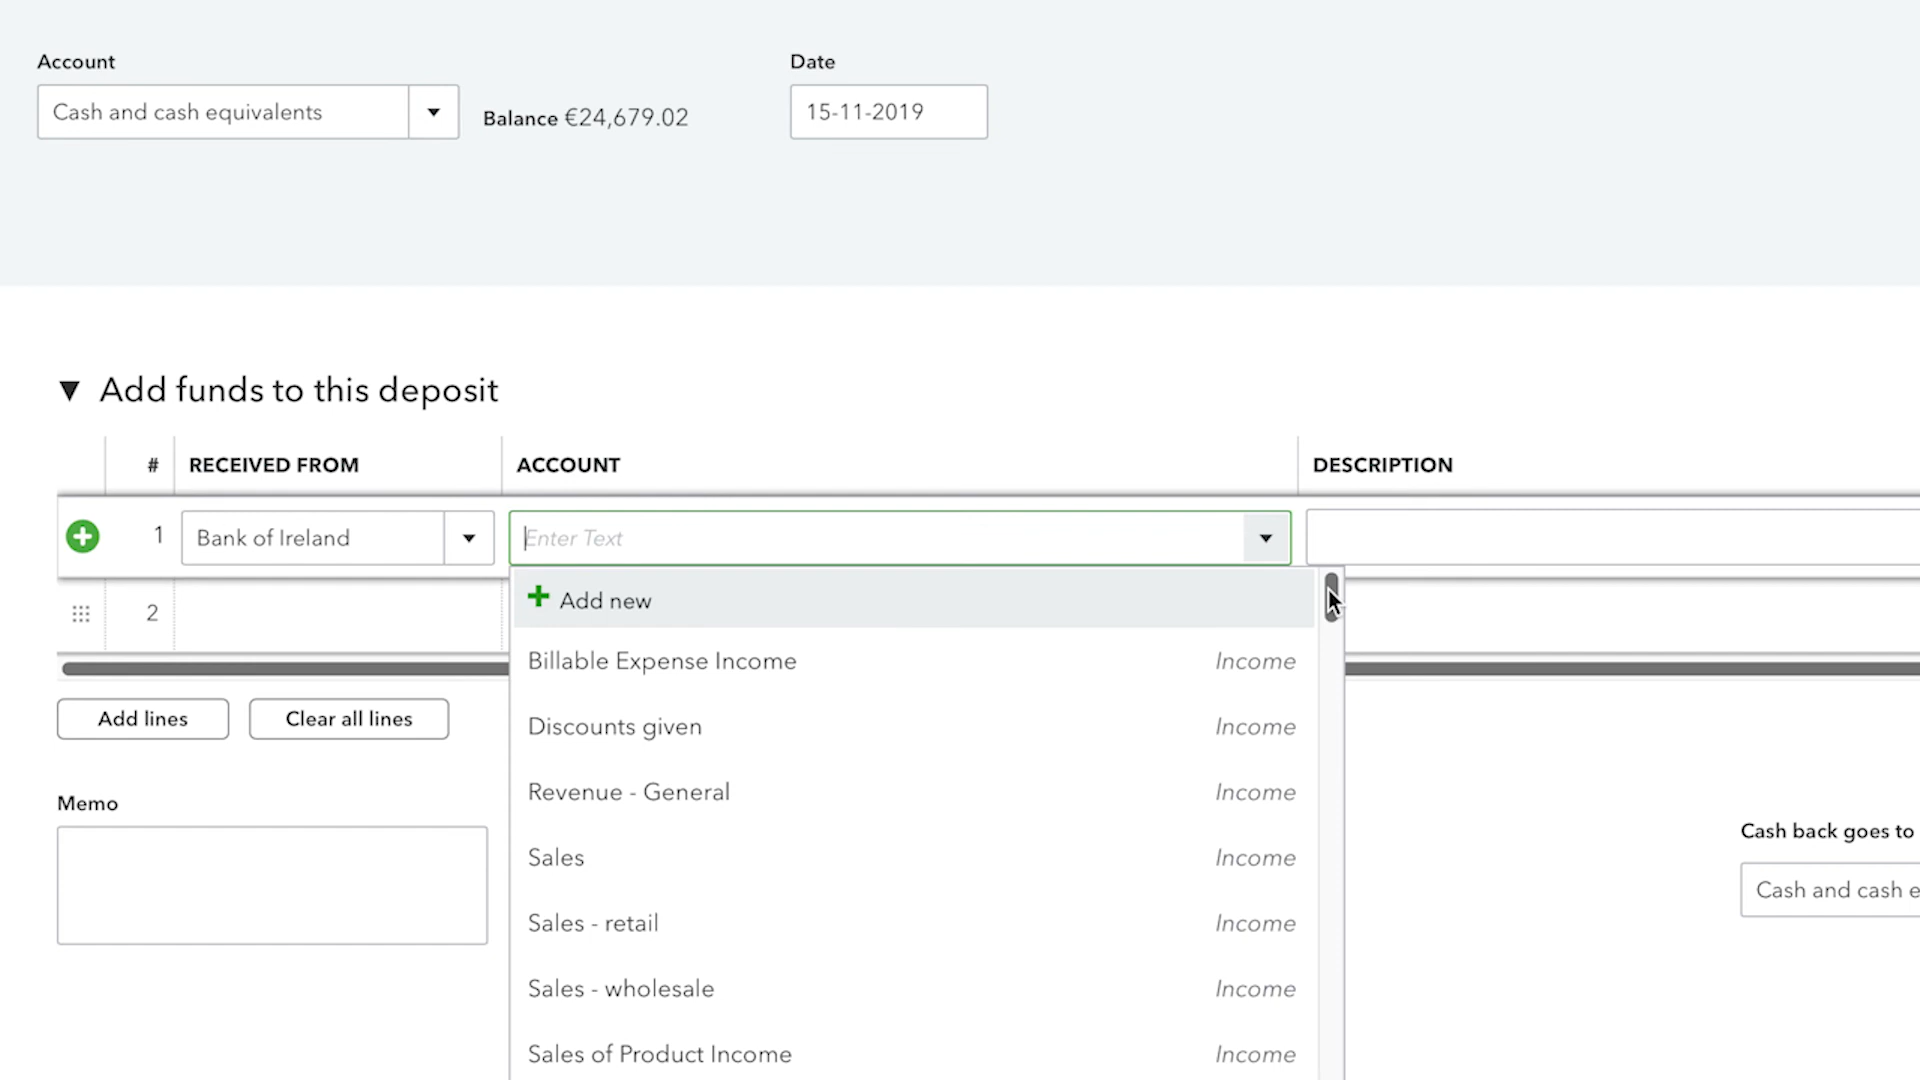 Account
Date
Cash and cash equivalents
Balance €24,679.02
15-11-2019
Add funds to this deposit
# RECEIVED FROM ACCOUNT DESCRIPTION
1 Bank of Ireland Enter Text
Add new
2
Billable Expense Income Income
Add lines Clear all lines
Discounts given Income
Revenue - General Income
Memo
Cash back goes to
Sales Income
Cash and cash e
Sales - retail Income
Sales - wholesale Income
Sales of Product Income Income